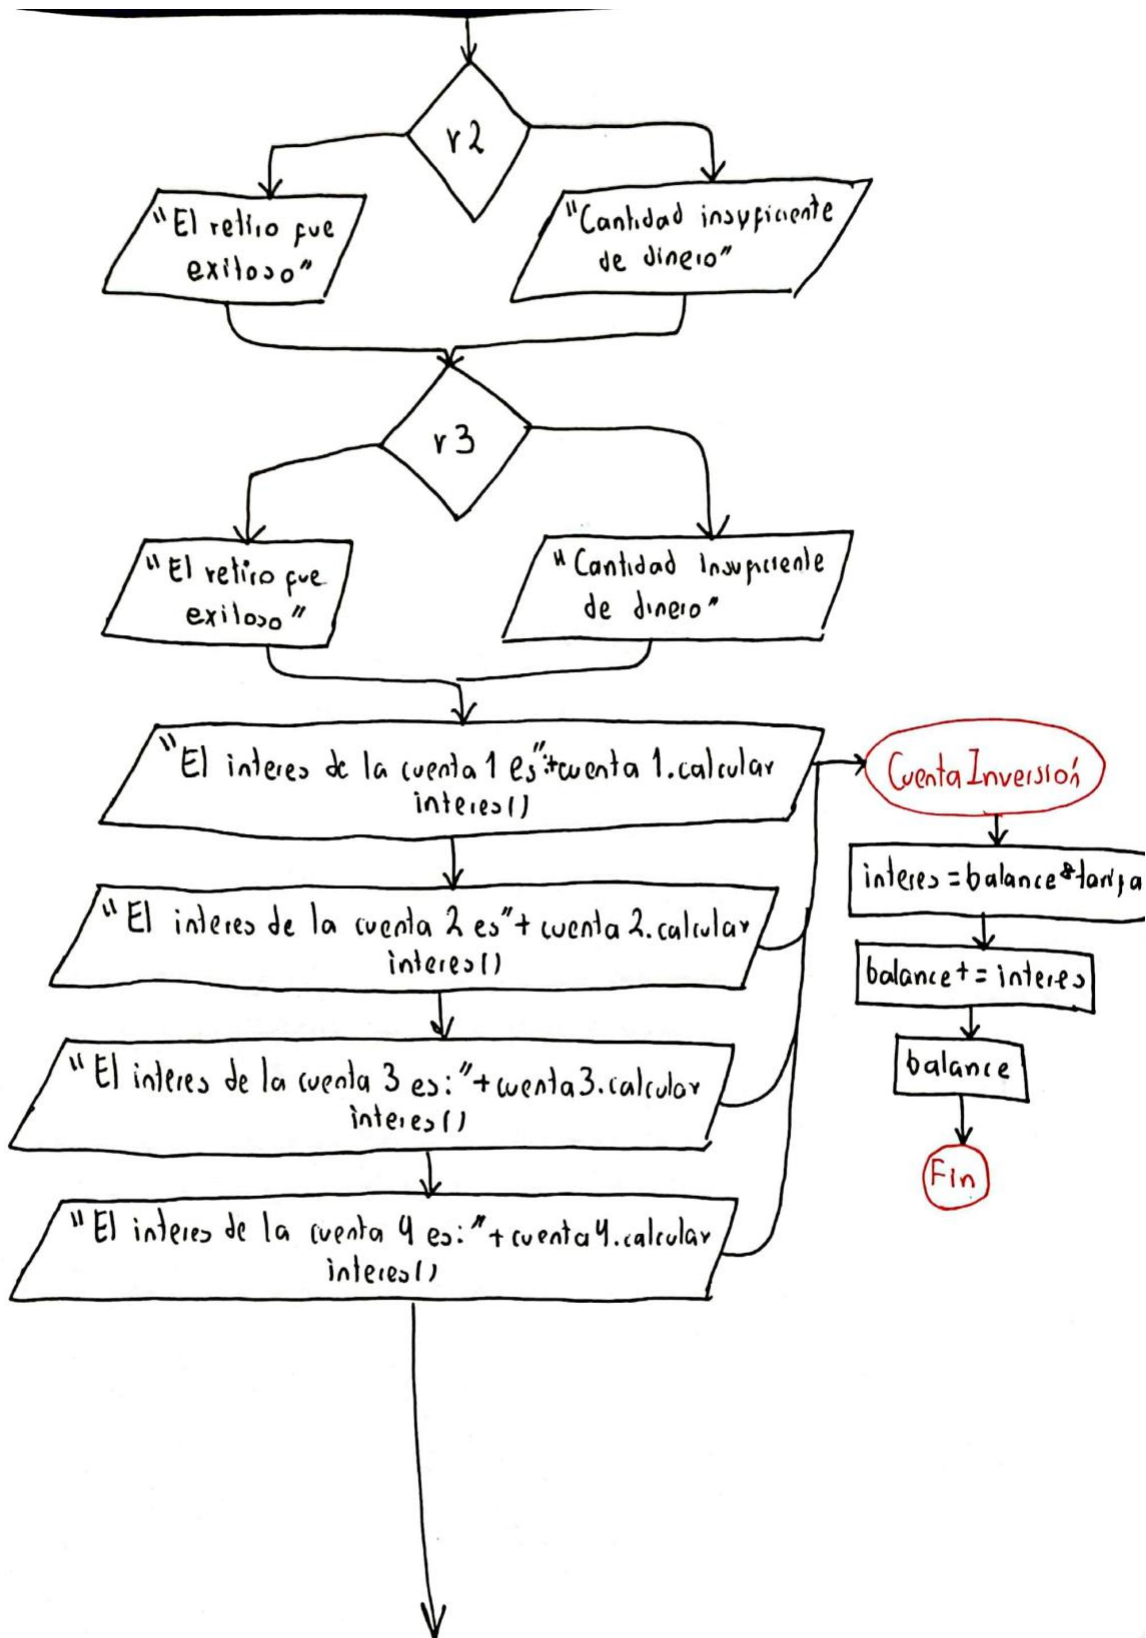 r2
"El retiro fue
exitoso"
"Cantidad insuficiente
de dinero"
r3
"El retiro fue
exitoso"
"Cantidad Insuficiente
de dinero"
"El interes de la cuenta 1 es"+cuenta 1.calcular
interes()
"El interes de la cuenta 2 es"+ cuenta 2.calcular
interes()
"El interes de la cuenta 3 es:"+cuenta3.calcular
interes()
"El interes de la cuenta 4 es:"+cuenta4.calcular
interes()
CuentaInversión
interes=balance*tarifa
balance+=interes
balance
Fin